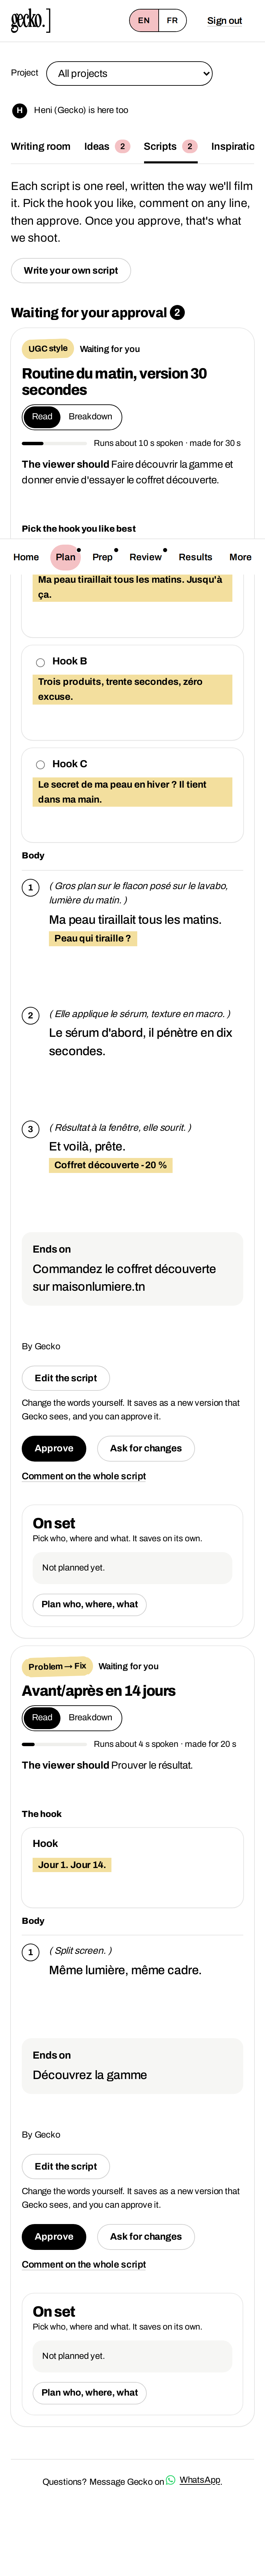 gecko.
EN FR
Sign out
Project
All projects
H Heni (Gecko) is here too
Writing room Ideas 2 Scripts 2 Inspiratio
Each script is one reel, written the way we'll film
it. Pick the hook you like, comment on any line,
then approve. Once you approve, that's what
we shoot.
Write your own script
Waiting for your approval 2
UGC style Waiting for you
Routine du matin, version 30
secondes
Read Breakdown
Runs about 10 s spoken · made for 30 s
The viewer should Faire découvrir la gamme et
donner envie d'essayer le coffret découverte.
Pick the hook you like best
Home Plan Prep Review Results More
Ma peau tiraillait tous les matins. Jusqu'à
ça.
Hook B
Trois produits, trente secondes, zéro
excuse.
Hook C
Le secret de ma peau en hiver ? Il tient
dans ma main.
Body
1 ( Gros plan sur le flacon posé sur le lavabo,
lumière du matin. )
Ma peau tiraillait tous les matins.
Peau qui tiraille ?
2 ( Elle applique le sérum, texture en macro. )
Le sérum d'abord, il pénètre en dix
secondes.
3 ( Résultat à la fenêtre, elle sourit. )
Et voilà, prête.
Coffret découverte -20 %
Ends on
Commandez le coffret découverte
sur maisonlumiere.tn
By Gecko
Edit the script
Change the words yourself. It saves as a new version that
Gecko sees, and you can approve it.
Approve Ask for changes
Comment on the whole script
On set
Pick who, where and what. It saves on its own.
Not planned yet.
Plan who, where, what
Problem → Fix Waiting for you
Avant/après en 14 jours
Read Breakdown
Runs about 4 s spoken · made for 20 s
The viewer should Prouver le résultat.
The hook
Hook
Jour 1. Jour 14.
Body
1 ( Split screen. )
Même lumière, même cadre.
Ends on
Découvrez la gamme
By Gecko
Edit the script
Change the words yourself. It saves as a new version that
Gecko sees, and you can approve it.
Approve Ask for changes
Comment on the whole script
On set
Pick who, where and what. It saves on its own.
Not planned yet.
Plan who, where, what
Questions? Message Gecko on WhatsApp.